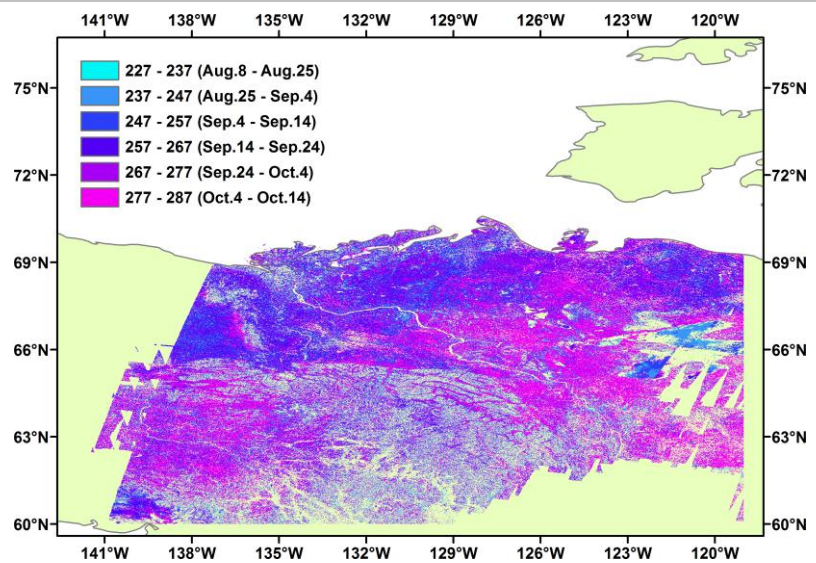 141°W 138°W 135°W 132°W 129°W 126°W 123°W 120°W
227 - 237 (Aug.8 - Aug.25)
75°N 75°N
237 - 247 (Aug.25 - Sep.4)
247 - 257 (Sep.4 - Sep.14)
257 - 267 (Sep.14 - Sep.24)
267 - 277 (Sep.24 - Oct.4)
72°N 72°N
277 - 287 (Oct.4 - Oct.14)
69°N 69°N
66°N 66°N
63°N 63°N
60°N 60°N
141°W 138°W 135°W 132°W 129°W 126°W 123°W 120°W